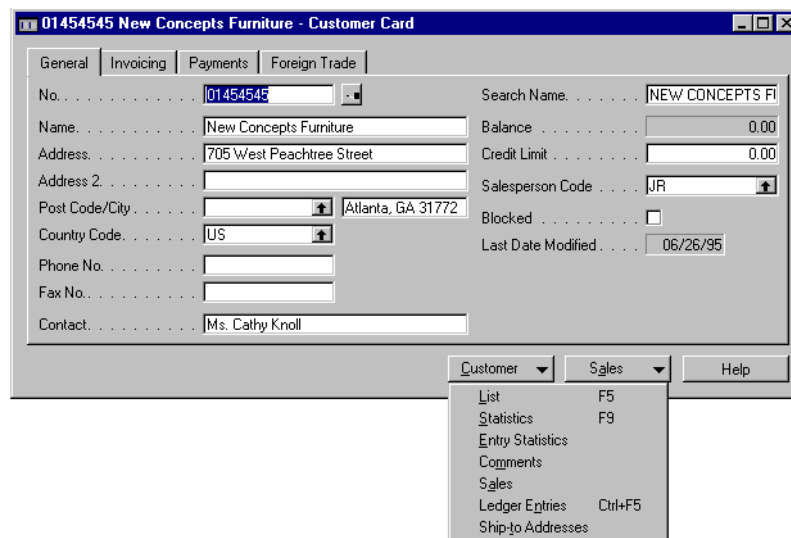 01454545 New Concepts Furniture - Customer Card
General Invoicing Payments Foreign Trade
No. . . . . . . . . . . . . 01454545
Name. . . . . . . . . . . . New Concepts Furniture
Address. . . . . . . . . . . 705 West Peachtree Street
Address 2. . . . . . . . . .
Post Code/City . . . . . . . Atlanta, GA 31772
Country Code. . . . . . . . US
Phone No. . . . . . . . . .
Fax No.. . . . . . . . . . .
Contact. . . . . . . . . . . Ms. Cathy Knoll
Search Name. . . . . . . NEW CONCEPTS FU
Balance . . . . . . . . . 0.00
Credit Limit . . . . . . . . 0.00
Salesperson Code . . . . JR
Blocked . . . . . . . . .
Last Date Modified . . . . 06/26/95
Customer Sales Help
List F5
Statistics F9
Entry Statistics
Comments
Sales
Ledger Entries Ctrl+F5
Ship-to Addresses